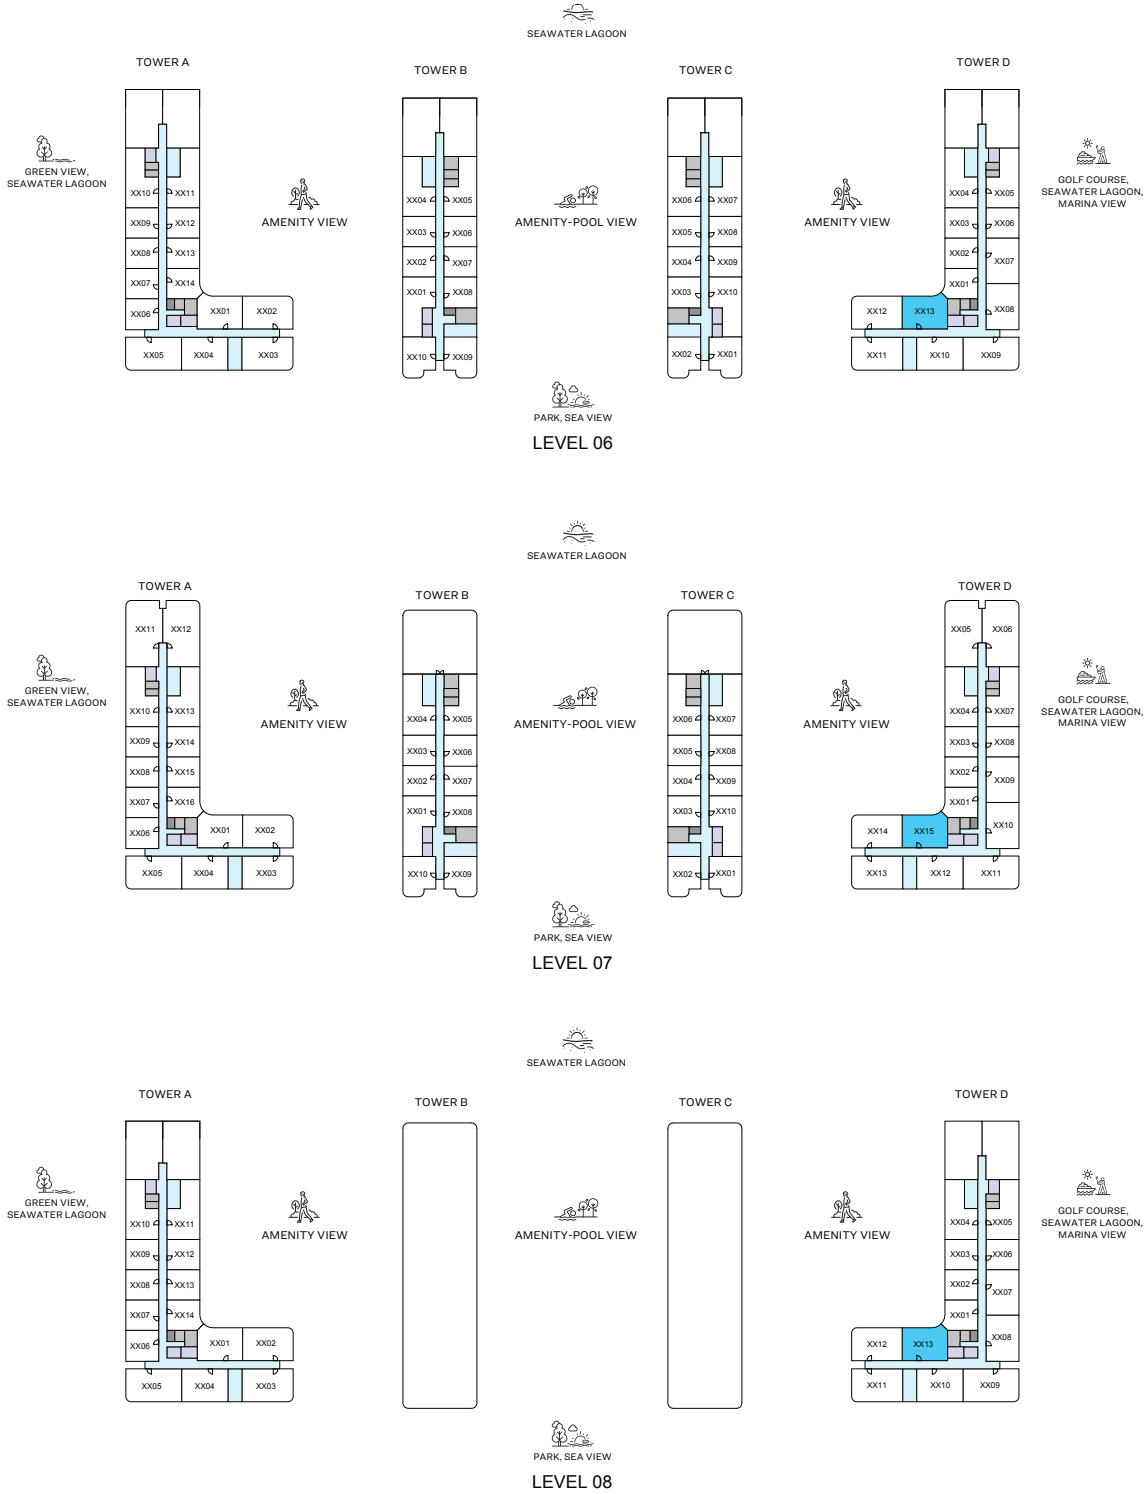 SEAWATER LAGOON
TOWER A
TOWER B
TOWER C
TOWER D
GREEN VIEW,
SEAWATER LAGOON
AMENITY VIEW
AMENITY-POOL VIEW
AMENITY VIEW
GOLF COURSE,
SEAWATER LAGOON,
MARINA VIEW
XX10 XX11
XX09 XX12
XX08 XX13
XX07 XX14
XX06 XX01 XX02
XX05 XX04 XX03
XX04 XX05
XX03 XX06
XX02 XX07
XX01 XX08
XX10 XX09
XX06 XX07
XX05 XX08
XX04 XX09
XX03 XX10
XX02 XX01
XX04 XX05
XX03 XX06
XX02 XX07
XX01
XX12 XX13 XX08
XX11 XX10 XX09
PARK, SEA VIEW
LEVEL 06
SEAWATER LAGOON
TOWER A
TOWER B
TOWER C
TOWER D
GREEN VIEW,
SEAWATER LAGOON
AMENITY VIEW
AMENITY-POOL VIEW
AMENITY VIEW
GOLF COURSE,
SEAWATER LAGOON,
MARINA VIEW
XX11 XX12
XX10 XX13
XX09 XX14
XX08 XX15
XX07 XX16
XX06 XX01 XX02
XX05 XX04 XX03
XX04 XX05
XX03 XX06
XX02 XX07
XX01 XX08
XX10 XX09
XX06 XX07
XX05 XX08
XX04 XX09
XX03 XX10
XX02 XX01
XX05 XX06
XX04 XX07
XX03 XX08
XX02 XX09
XX01
XX14 XX15 XX10
XX13 XX12 XX11
PARK, SEA VIEW
LEVEL 07
SEAWATER LAGOON
TOWER A
TOWER B
TOWER C
TOWER D
GREEN VIEW,
SEAWATER LAGOON
AMENITY VIEW
AMENITY-POOL VIEW
AMENITY VIEW
GOLF COURSE,
SEAWATER LAGOON,
MARINA VIEW
XX10 XX11
XX09 XX12
XX08 XX13
XX07 XX14
XX06 XX01 XX02
XX05 XX04 XX03
XX04 XX05
XX03 XX06
XX02 XX07
XX01
XX12 XX13 XX08
XX11 XX10 XX09
PARK, SEA VIEW
LEVEL 08